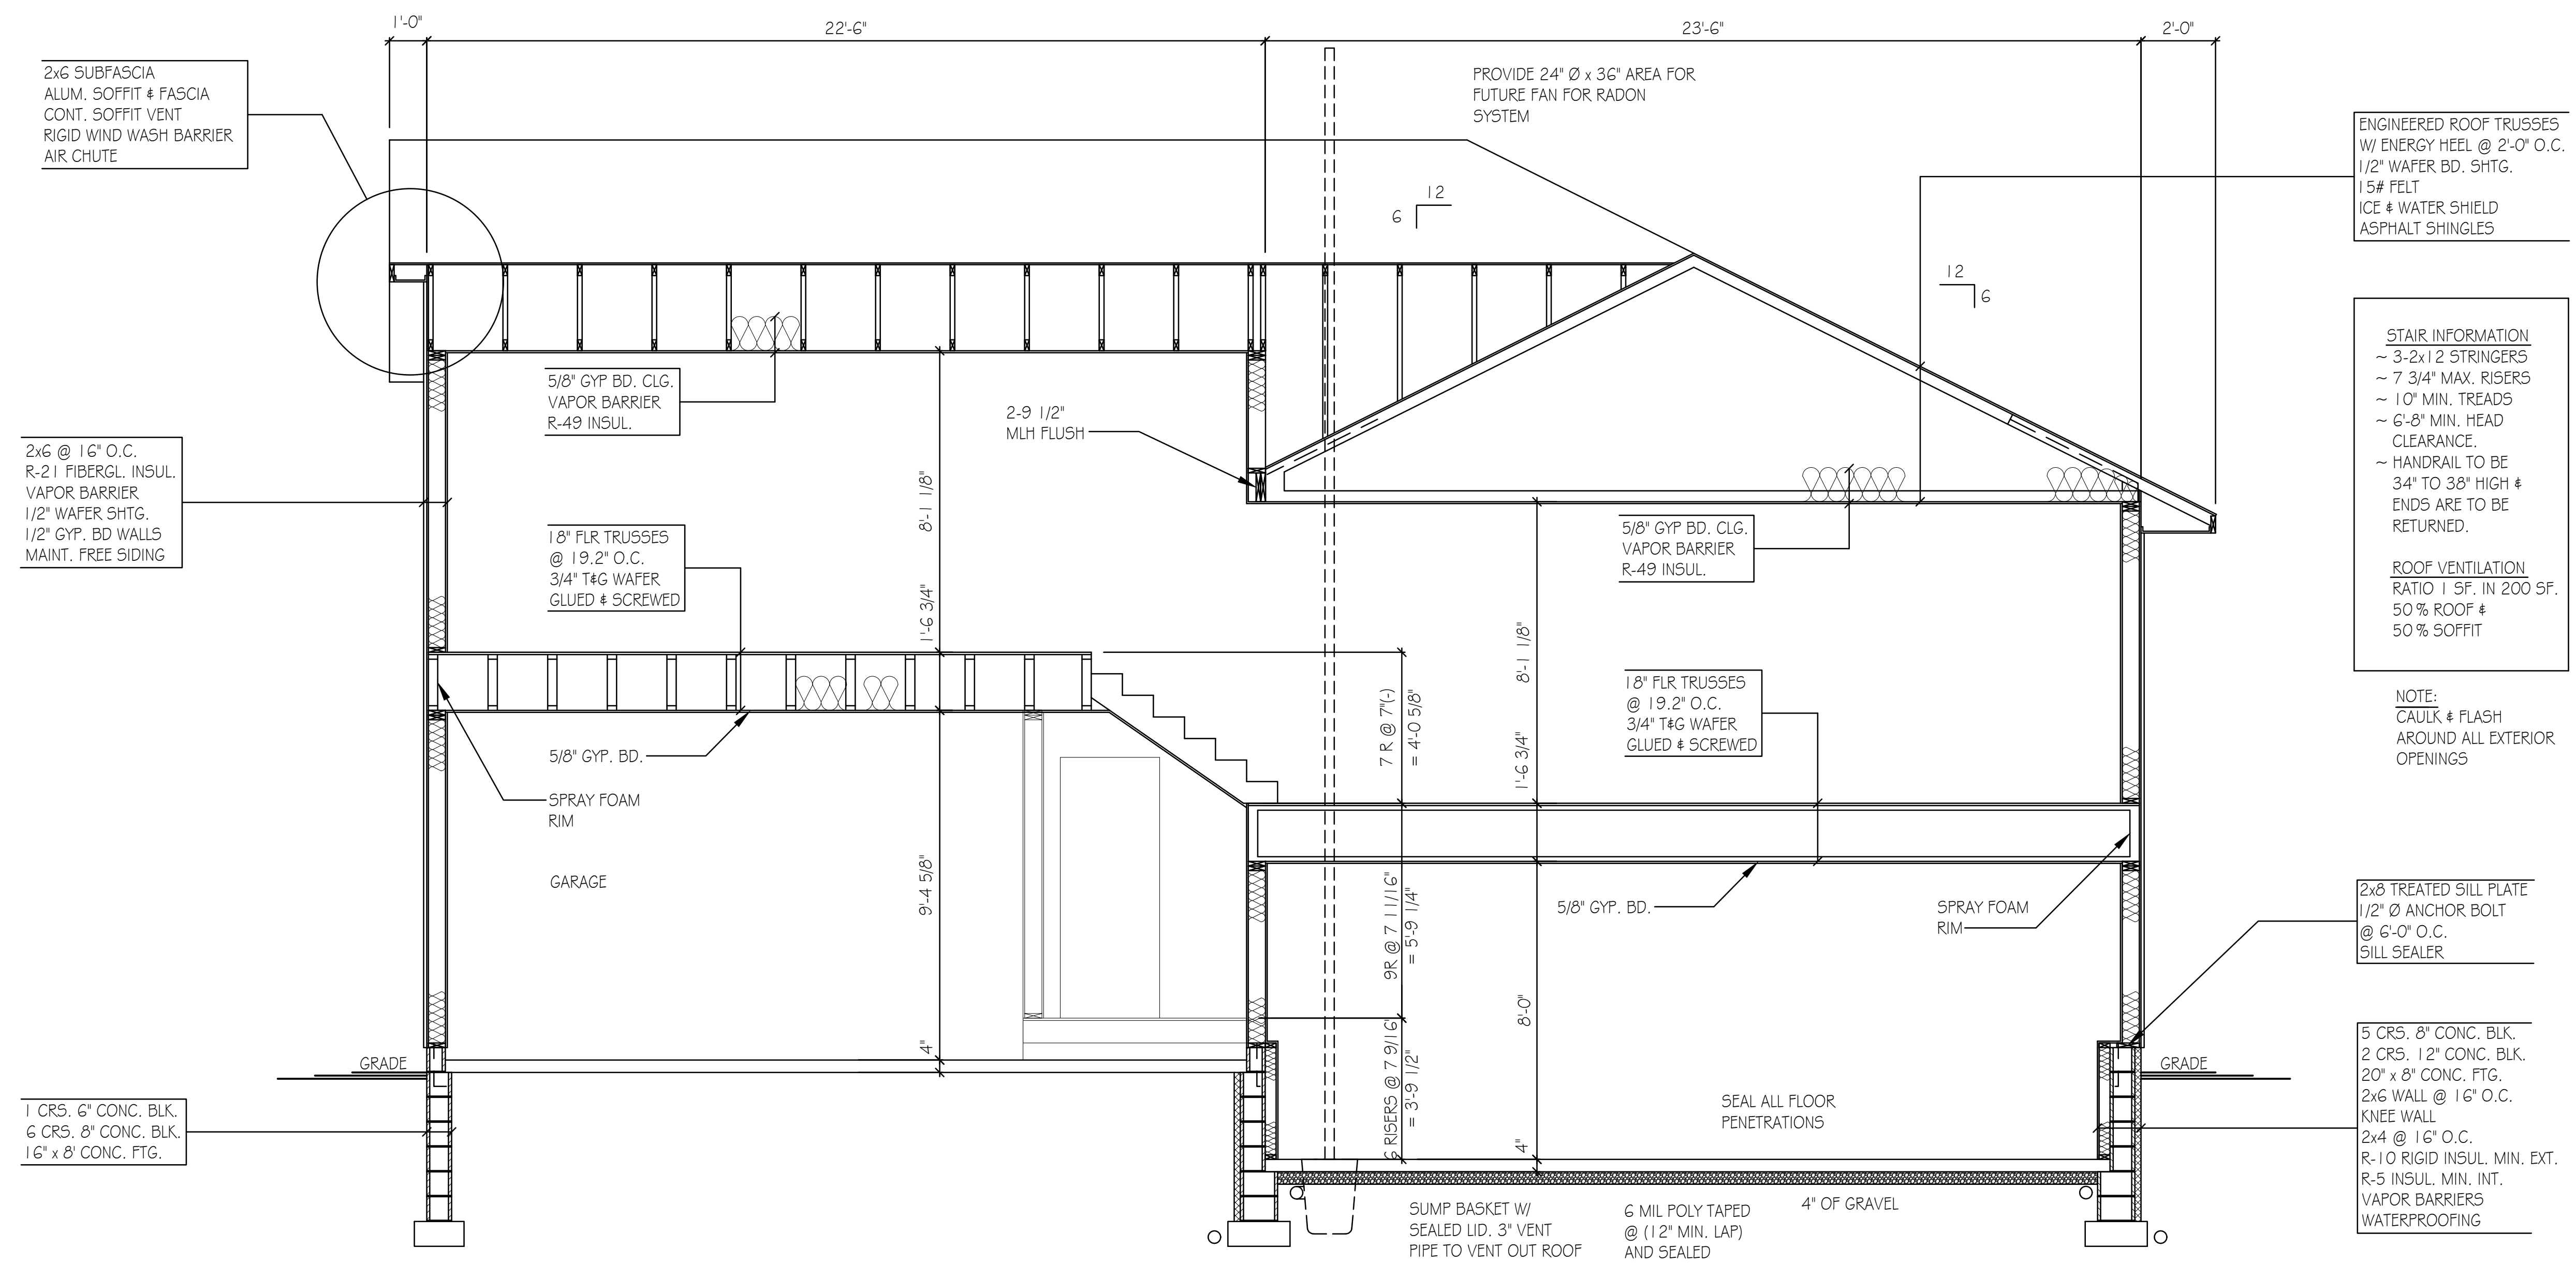 1'-0"
22'-6"
23'-6"
2'-0"
2x6 SUBFASCIA
ALUM. SOFFIT & FASCIA
CONT. SOFFIT VENT
RIGID WIND WASH BARRIER
AIR CHUTE
PROVIDE 24" Ø x 36" AREA FOR
FUTURE FAN FOR RADON
SYSTEM
12
6
12
6
ENGINEERED ROOF TRUSSES
W/ ENERGY HEEL @ 2'-0" O.C.
1/2" WAFER BD. SHTG.
15# FELT
ICE & WATER SHIELD
ASPHALT SHINGLES
STAIR INFORMATION
~ 3-2x12 STRINGERS
~ 7 3/4" MAX. RISERS
~ 10" MIN. TREADS
~ 6'-8" MIN. HEAD
CLEARANCE.
~ HANDRAIL TO BE
34" TO 38" HIGH &
ENDS ARE TO BE
RETURNED.
ROOF VENTILATION
RATIO 1 SF. IN 200 SF.
50% ROOF &
50% SOFFIT
NOTE:
CAULK & FLASH
AROUND ALL EXTERIOR
OPENINGS
5/8" GYP BD. CLG.
VAPOR BARRIER
R-49 INSUL.
2-9 1/2"
MLH FLUSH
2x6 @ 16" O.C.
R-21 FIBERGL. INSUL.
VAPOR BARRIER
1/2" WAFER SHTG.
1/2" GYP. BD WALLS
MAINT. FREE SIDING
18" FLR TRUSSES
@ 19.2" O.C.
3/4" T&G WAFER
GLUED & SCREWED
8'-1 1/8"
1'-6 3/4"
5/8" GYP BD. CLG.
VAPOR BARRIER
R-49 INSUL.
8'-1 1/8"
1'-6 3/4"
18" FLR TRUSSES
@ 19.2" O.C.
3/4" T&G WAFER
GLUED & SCREWED
7 R @ 7"(-)
= 4'-0 5/8"
5/8" GYP. BD.
SPRAY FOAM
RIM
GARAGE
9'-4 5/8"
4"
9R @ 7 11/16"
= 5'-9 1/4"
6 RISERS @ 7 9/16"
= 3'-9 1/2"
8'-0"
4"
5/8" GYP. BD.
SPRAY FOAM
RIM
2x8 TREATED SILL PLATE
1/2" Ø ANCHOR BOLT
@ 6'-0" O.C.
SILL SEALER
GRADE
GRADE
1 CRS. 6" CONC. BLK.
6 CRS. 8" CONC. BLK.
16" x 8' CONC. FTG.
SEAL ALL FLOOR
PENETRATIONS
5 CRS. 8" CONC. BLK.
2 CRS. 12" CONC. BLK.
20" x 8" CONC. FTG.
2x6 WALL @ 16" O.C.
KNEE WALL
2x4 @ 16" O.C.
R-10 RIGID INSUL. MIN. EXT.
R-5 INSUL. MIN. INT.
VAPOR BARRIERS
WATERPROOFING
SUMP BASKET W/
SEALED LID. 3" VENT
PIPE TO VENT OUT ROOF
6 MIL POLY TAPED
@ (12" MIN. LAP)
AND SEALED
4" OF GRAVEL